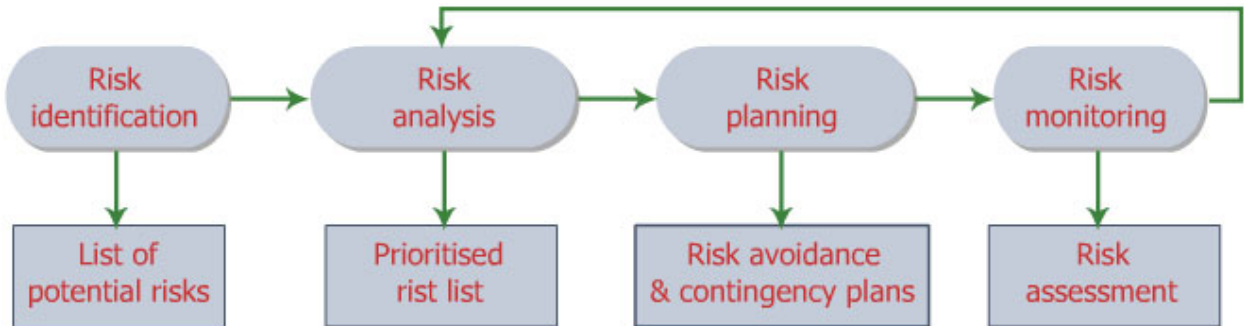 Risk
identification
Risk
analysis
Risk
planning
Risk
monitoring
List of
potential risks
Prioritised
rist list
Risk avoidance
& contingency plans
Risk
assessment